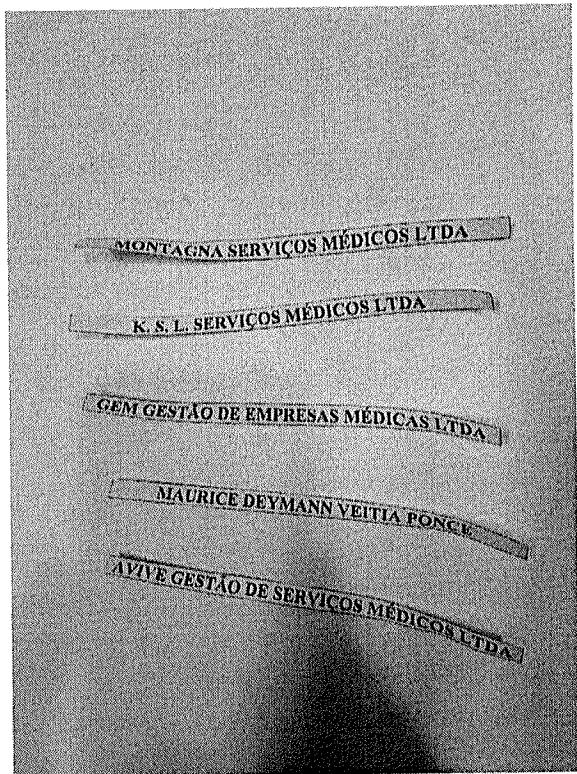 MONTAGNA SERVIÇOS MÉDICOS LTDA
K. S. L. SERVIÇOS MÉDICOS LTDA
GEM GESTÃO DE EMPRESAS MÉDICAS LTDA
MAURICE DEYMANN VEITIA PONCE
AVIVE GESTÃO DE SERVIÇOS MÉDICOS LTDA